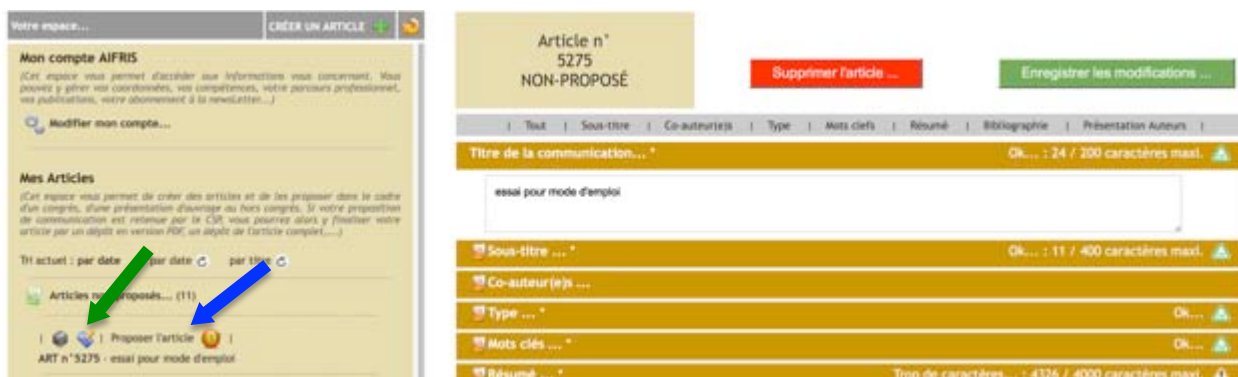 Votre espace...
CRÉER UN ARTICLE
Mon compte AIFRIS
(Cet espace vous permet d'accéder aux informations vous concernant. Vous
pouvez y gérer vos coordonnées, vos compétences, votre parcours professionnel,
vos publications, votre abonnement à la newsLetter...)
Modifier mon compte...
Mes Articles
(Cet espace vous permet de créer des articles et de les proposer dans le cadre
d'un congrès, d'une présentation d'ouvrage ou hors congrès. Si votre proposition
de communication est retenue par le CSP, vous pourrez alors y finaliser votre
article par un dépôt en version PDF, un dépôt de l'article complet,...)
Tri actuel : par date par date par titre
Articles non proposés... (11)
| | Proposer l'article |
ART n°5275 - essai pour mode d'emploi
Article n°
5275
NON-PROPOSÉ
Supprimer l'article ...
Enregistrer les modifications ...
| Tout | Sous-titre | Co-auteur(e)s | Type | Mots clefs | Résumé | Bibliographie | Présentation Auteurs |
Titre de la communication... * Ok... : 24 / 200 caractères maxi.
essai pour mode d'emploi
Sous-titre ... * Ok... : 11 / 400 caractères maxi.
Co-auteur(e)s ...
Type ... * Ok...
Mots clés ... * Ok...
Résumé ... * Trop de caractères... : 4326 / 4000 caractères maxi.